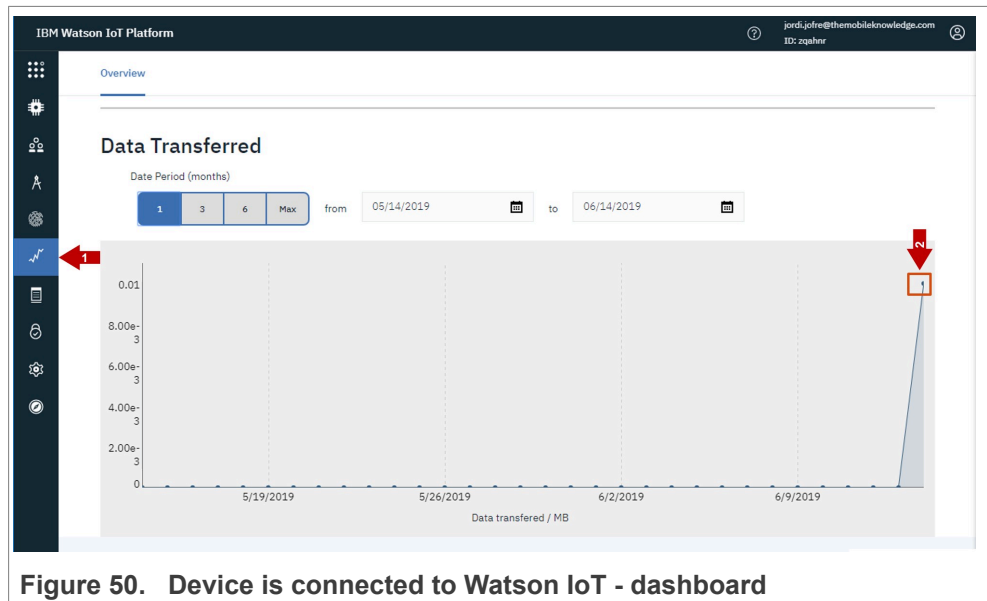 IBM Watson IoT Platform
jordi.jofre@themobileknowledge.com
ID: zqahnr
Overview
Data Transferred
Date Period (months)
1 3 6 Max from 05/14/2019 to 06/14/2019
2
1
0.01
8.00e-
3
6.00e-
3
4.00e-
3
2.00e-
3
0
5/19/2019 5/26/2019 6/2/2019 6/9/2019
Data transfered / MB
Figure 50. Device is connected to Watson IoT - dashboard